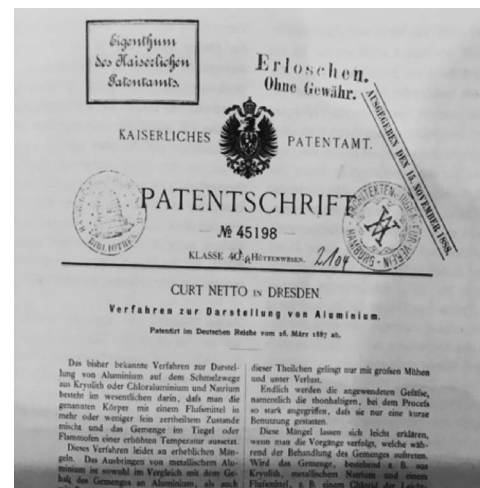 Eigenthum
des Kaiserlichen
Patentamts.
Erloschen.
Ohne Gewähr.
AUSGEGEBEN DEN 15. NOVEMBER 1888.
KAISERLICHES PATENTAMT.
PATENTSCHRIFT
№ 45198
KLASSE 40: HÜTTENWESEN. 2104
ARCHITEKTEN- VEREIN HAMBURG
CURT NETTO IN DRESDEN.
Verfahren zur Darstellung von Aluminium.
Patentirt im Deutschen Reiche vom 26. März 1887 ab.
Das bisher bekannte Verfahren zur Darstel-
lung von Aluminium auf dem Schmelzwege
aus Kryolith oder Chloraluminium und Natrium
besteht im wesentlichen darin, dafs man die
genannten Körper mit einem Flufsmittel in
mehr oder weniger fein zertheiltem Zustande
mischt und das Gemenge im Tiegel oder
Flammofen einer erhöhten Temperatur aussetzt.
Dieses Verfahren leidet an erheblichen Män-
geln. Das Ausbringen von metallischem Alu-
minium ist sowohl im Vergleich mit dem Ge-
halt des Gemenges an Aluminium, als auch
dieser Theilchen gelingt nur mit grofsen Mühen
und unter Verlust.
Endlich werden die angewendeten Gefäfse,
namentlich die thonhaltigen, bei dem Procefs
so stark angegriffen, dafs sie nur eine kurze
Benutzung gestatten.
Diese Mängel lassen sich leicht erklären,
wenn man die Vorgänge verfolgt, welche wäh-
rend der Behandlung des Gemenges auftreten.
Wird das Gemenge, bestehend z. B. aus
Kryolith, metallischem Natrium und einem
Flufsmittel, z. B. einem Chlorid der Leicht-